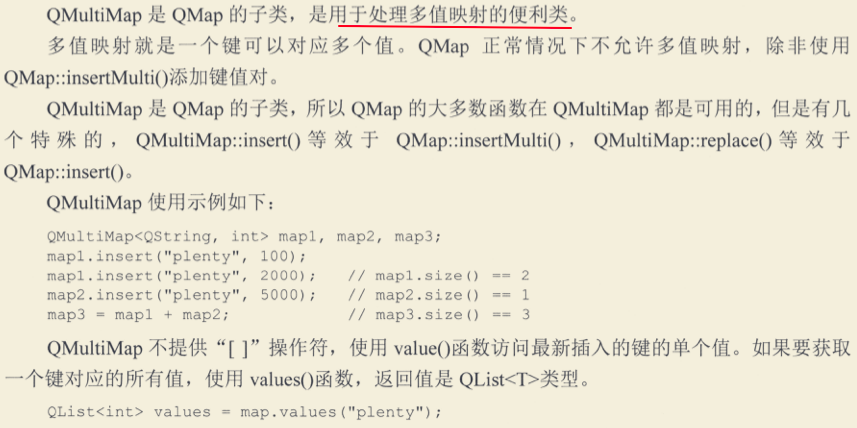 QMultiMap 是 QMap 的子类，是用于处理多值映射的便利类。
多值映射就是一个键可以对应多个值。QMap 正常情况下不允许多值映射，除非使用
QMap::insertMulti()添加键值对。
QMultiMap 是 QMap 的子类，所以 QMap 的大多数函数在 QMultiMap 都是可用的，但是有几
个特殊的，QMultiMap::insert()等效于 QMap::insertMulti()，QMultiMap::replace()等效于
QMap::insert()。
QMultiMap 使用示例如下：
QMultiMap<QString, int> map1, map2, map3;
map1.insert("plenty", 100);
map1.insert("plenty", 2000);   // map1.size() == 2
map2.insert("plenty", 5000);   // map2.size() == 1
map3 = map1 + map2;            // map3.size() == 3
QMultiMap 不提供“[ ]”操作符，使用 value()函数访问最新插入的键的单个值。如果要获取
一个键对应的所有值，使用 values()函数，返回值是 QList<T>类型。
QList<int> values = map.values("plenty");